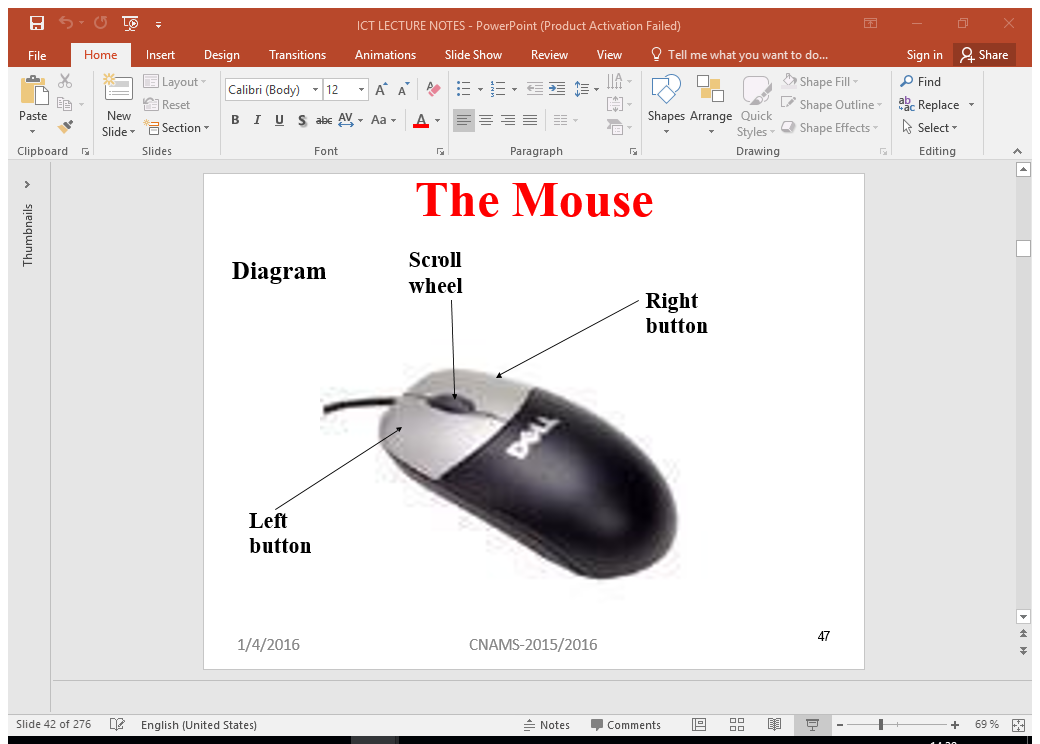 ICT LECTURE NOTES - PowerPoint (Product Activation Failed)
File Home Insert Design Transitions Animations Slide Show Review View Tell me what you want to do... Sign in Share
Paste
Clipboard
New
Slide
Layout
Reset
Section
Slides
Calibri (Body) 12 A A
B I U S abc AV Aa A
Font
Paragraph
Shapes Arrange Quick
Styles
Shape Fill
Shape Outline
Shape Effects
Drawing
Find
Replace
Select
Editing
Thumbnails
The Mouse
Diagram
Scroll
wheel
Right
button
DELL
Left
button
1/4/2016 CNAMS-2015/2016 47
Slide 42 of 276 English (United States) Notes Comments 69 %